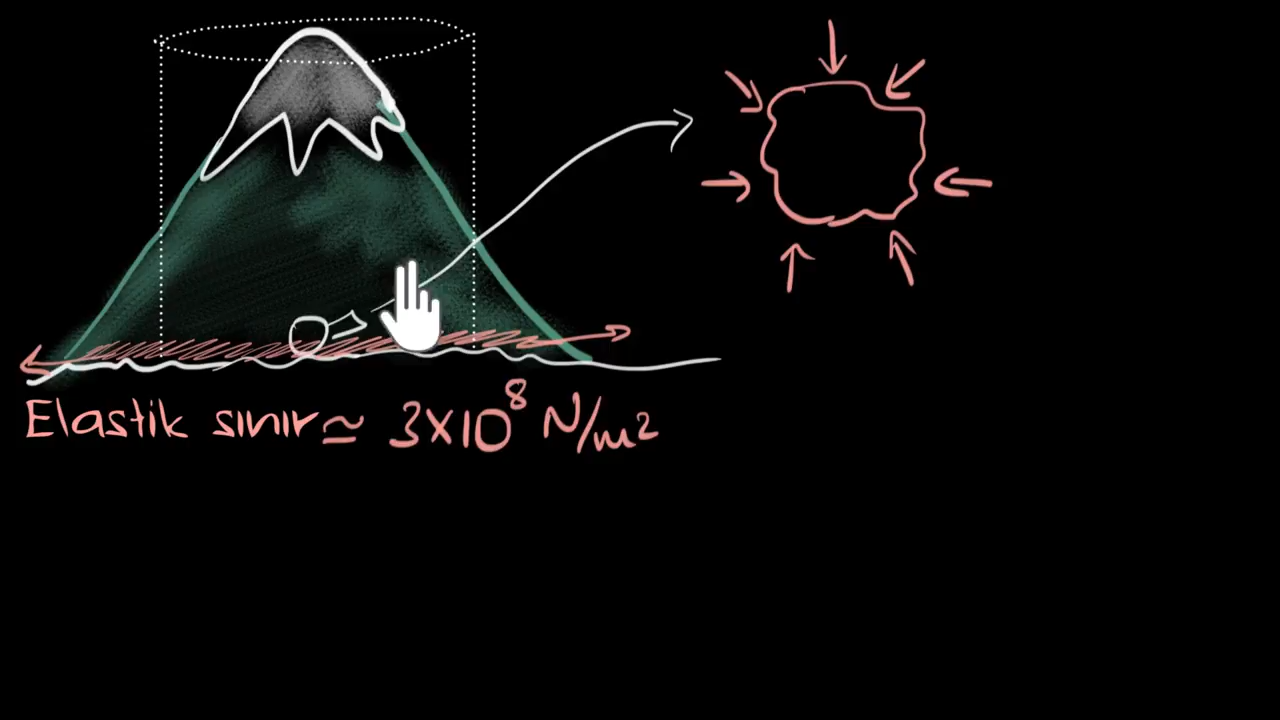 Elastik sınır ≃ 3×10⁸ N/m²